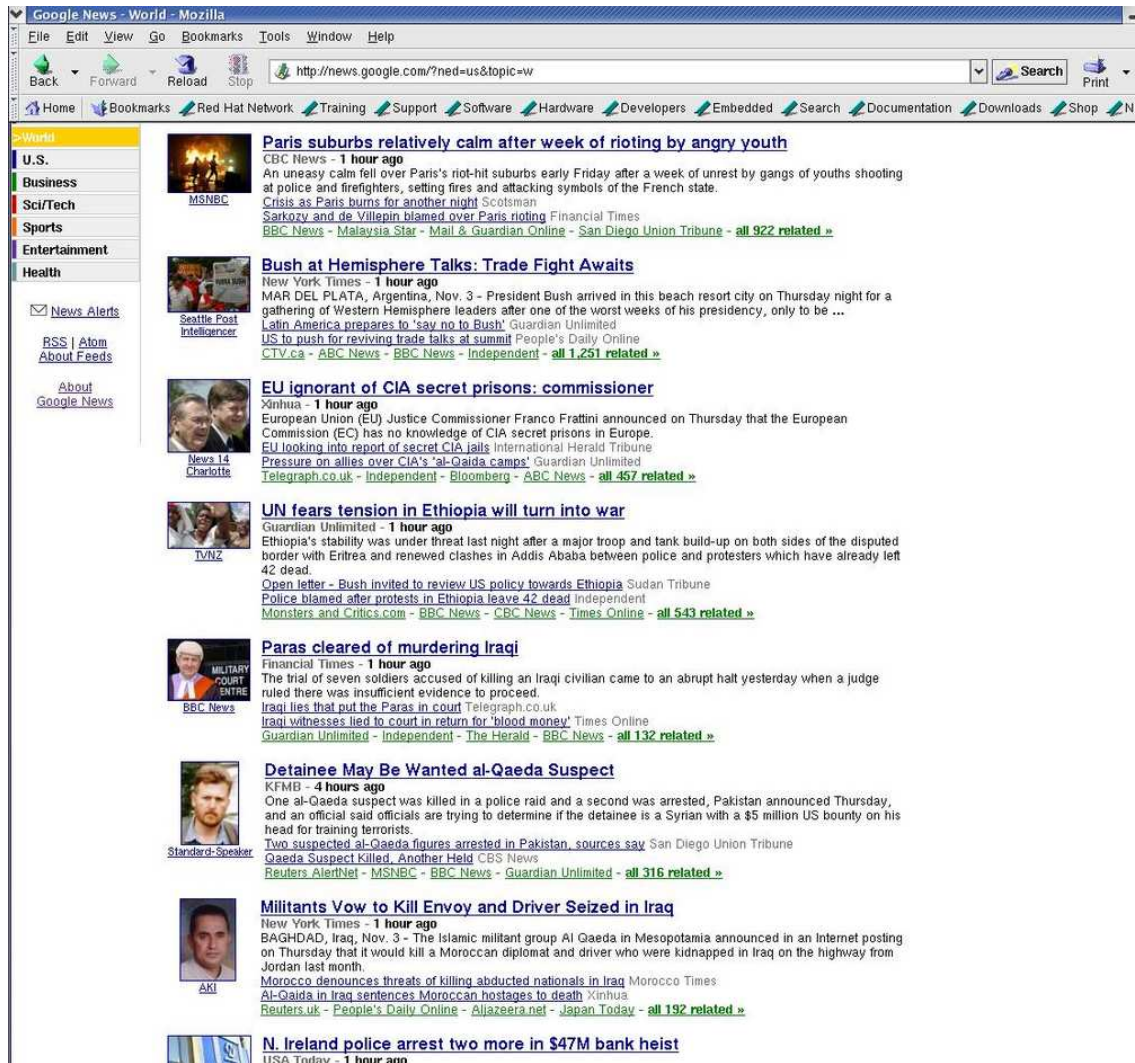 Google News - World - Mozilla
File Edit View Go Bookmarks Tools Window Help
Back Forward Reload Stop http://news.google.com/?ned=us&topic=w Search Print
Home Bookmarks Red Hat Network Training Support Software Hardware Developers Embedded Search Documentation Downloads Shop N
>World
U.S.
Business
Sci/Tech
Sports
Entertainment
Health
News Alerts
RSS | Atom
About Feeds
About
Google News
MSNBC
Paris suburbs relatively calm after week of rioting by angry youth
CBC News - 1 hour ago
An uneasy calm fell over Paris's riot-hit suburbs early Friday after a week of unrest by gangs of youths shooting
at police and firefighters, setting fires and attacking symbols of the French state.
Crisis as Paris burns for another night Scotsman
Sarkozy and de Villepin blamed over Paris rioting Financial Times
BBC News - Malaysia Star - Mail & Guardian Online - San Diego Union Tribune - all 922 related »
Seattle Post
Intelligencer
Bush at Hemisphere Talks: Trade Fight Awaits
New York Times - 1 hour ago
MAR DEL PLATA, Argentina, Nov. 3 - President Bush arrived in this beach resort city on Thursday night for a
gathering of Western Hemisphere leaders after one of the worst weeks of his presidency, only to be ...
Latin America prepares to 'say no to Bush' Guardian Unlimited
US to push for reviving trade talks at summit People's Daily Online
CTV.ca - ABC News - BBC News - Independent - all 1,251 related »
News 14
Charlotte
EU ignorant of CIA secret prisons: commissioner
Xinhua - 1 hour ago
European Union (EU) Justice Commissioner Franco Frattini announced on Thursday that the European
Commission (EC) has no knowledge of CIA secret prisons in Europe.
EU looking into report of secret CIA jails International Herald Tribune
Pressure on allies over CIA's 'al-Qaida camps' Guardian Unlimited
Telegraph.co.uk - Independent - Bloomberg - ABC News - all 457 related »
TVNZ
UN fears tension in Ethiopia will turn into war
Guardian Unlimited - 1 hour ago
Ethiopia's stability was under threat last night after a major troop and tank build-up on both sides of the disputed
border with Eritrea and renewed clashes in Addis Ababa between police and protesters which have already left
42 dead.
Open letter - Bush invited to review US policy towards Ethiopia Sudan Tribune
Police blamed after protests in Ethiopia leave 42 dead Independent
Monsters and Critics.com - BBC News - CBC News - Times Online - all 543 related »
MILITARY
COURT
ENTRE
BBC News
Paras cleared of murdering Iraqi
Financial Times - 1 hour ago
The trial of seven soldiers accused of killing an Iraqi civilian came to an abrupt halt yesterday when a judge
ruled there was insufficient evidence to proceed.
Iraqi lies that put the Paras in court Telegraph.co.uk
Iraqi witnesses lied to court in return for 'blood money' Times Online
Guardian Unlimited - Independent - The Herald - BBC News - all 132 related »
Standard-Speaker
Detainee May Be Wanted al-Qaeda Suspect
KFMB - 4 hours ago
One al-Qaeda suspect was killed in a police raid and a second was arrested, Pakistan announced Thursday,
and an official said officials are trying to determine if the detainee is a Syrian with a $5 million US bounty on his
head for training terrorists.
Two suspected al-Qaeda figures arrested in Pakistan, sources say San Diego Union Tribune
Qaeda Suspect Killed, Another Held CBS News
Reuters AlertNet - MSNBC - BBC News - Guardian Unlimited - all 316 related »
AKI
Militants Vow to Kill Envoy and Driver Seized in Iraq
New York Times - 1 hour ago
BAGHDAD, Iraq, Nov. 3 - The Islamic militant group Al Qaeda in Mesopotamia announced in an Internet posting
on Thursday that it would kill a Moroccan diplomat and driver who were kidnapped in Iraq on the highway from
Jordan last month.
Morocco denounces threats of killing abducted nationals in Iraq Morocco Times
Al-Qaida in Iraq sentences Moroccan hostages to death Xinhua
Reuters.uk - People's Daily Online - Aljazeera.net - Japan Today - all 192 related »
N. Ireland police arrest two more in $47M bank heist
USA Today - 1 hour ago